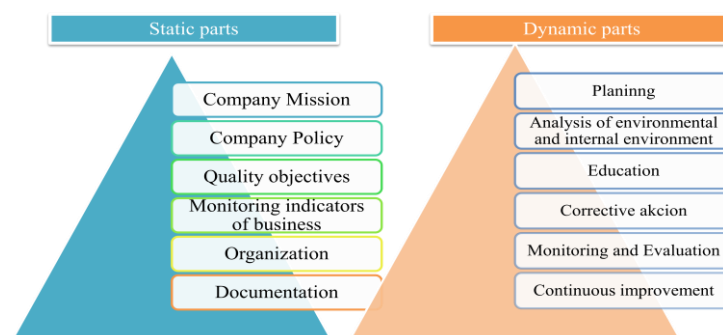 Static parts
Company Mission
Company Policy
Quality objectives
Monitoring indicators
of business
Organization
Documentation
Dynamic parts
Planinng
Analysis of environmental
and internal environment
Education
Corrective akcion
Monitoring and Evaluation
Continuous improvement